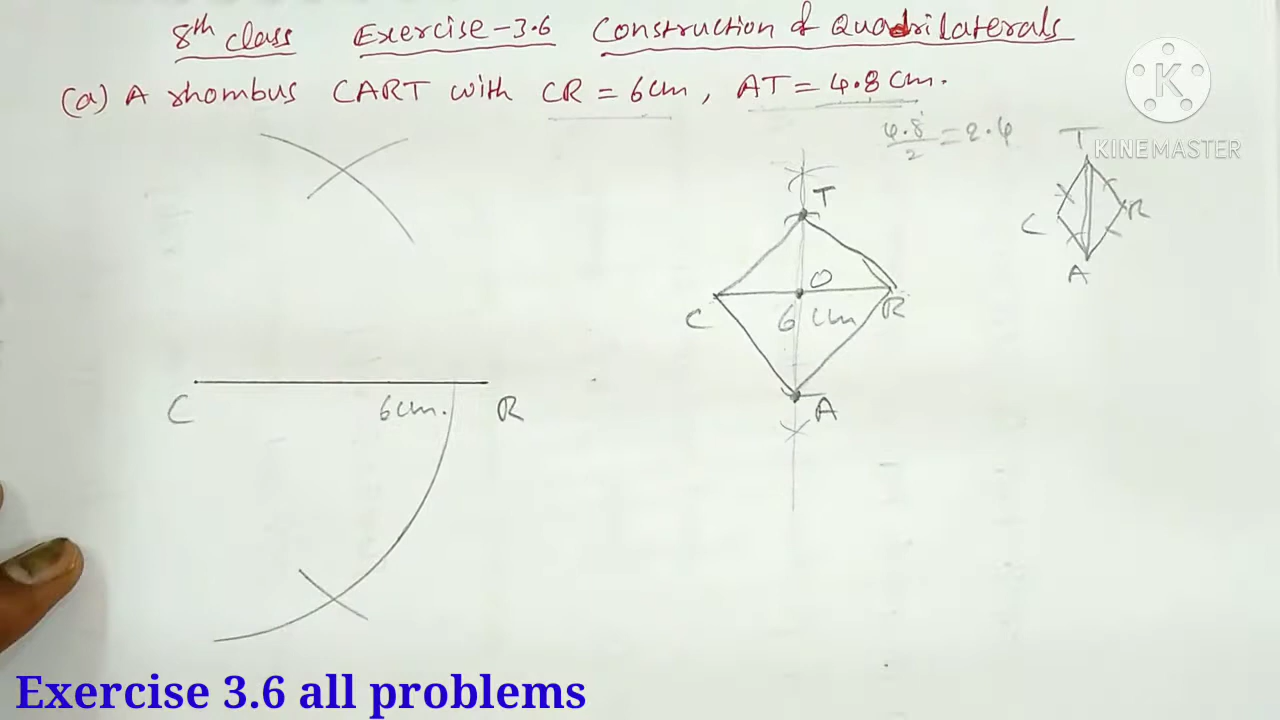 8th class Exercise-3.6 Construction of Quadrilaterals
(a) A rhombus CART with CR = 6cm, AT = 4.8 cm.
K
KINEMASTER
4.8/2 = 2.4
T
C
R
A
T
O
C
6 cm
R
A
C
6cm.
R
Exercise 3.6 all problems